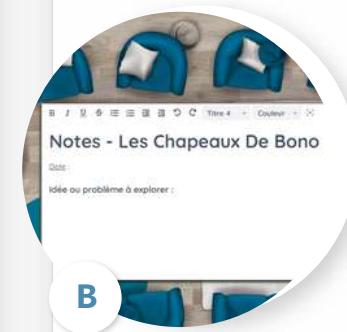 B I U S Titre 4 Couleur
Notes - Les Chapeaux De Bono
Date :
Idée ou problème à explorer :
B